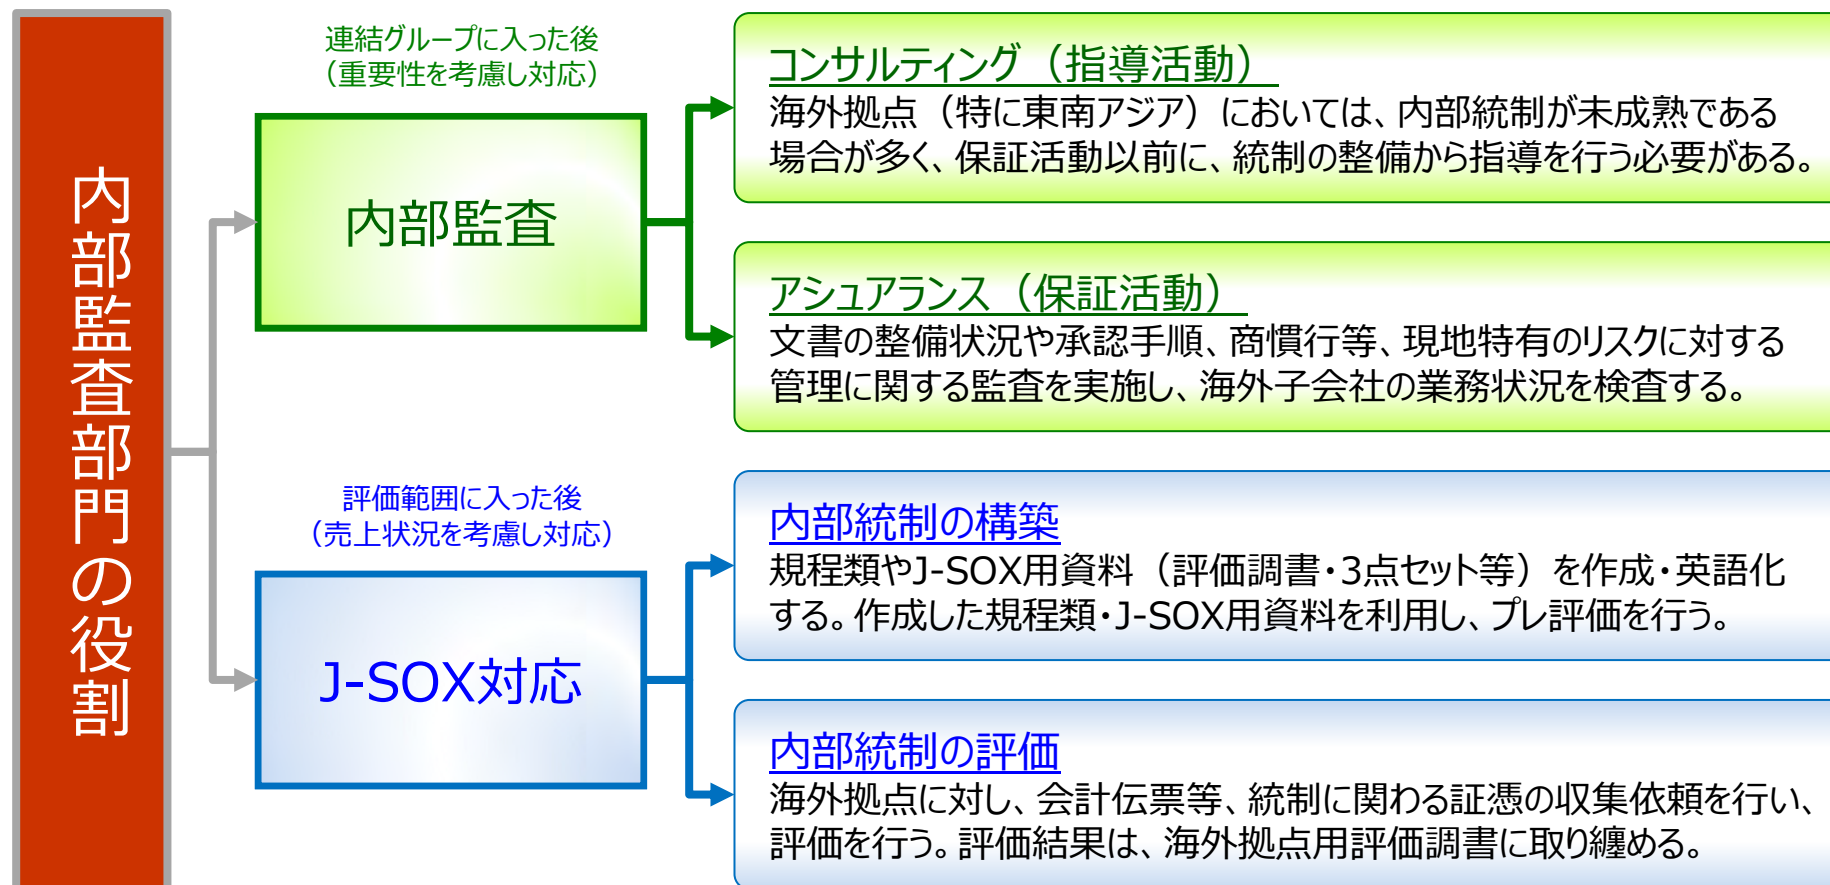 内部監査部門の役割
連結グループに入った後
（重要性を考慮し対応）
内部監査
コンサルティング（指導活動）
海外拠点（特に東南アジア）においては、内部統制が未成熟である
場合が多く、保証活動以前に、統制の整備から指導を行う必要がある。
アシュアランス（保証活動）
文書の整備状況や承認手順、商慣行等、現地特有のリスクに対する
管理に関する監査を実施し、海外子会社の業務状況を検査する。
評価範囲に入った後
（売上状況を考慮し対応）
J-SOX対応
内部統制の構築
規程類やJ-SOX用資料（評価調書・3点セット等）を作成・英語化
する。作成した規程類・J-SOX用資料を利用し、プレ評価を行う。
内部統制の評価
海外拠点に対し、会計伝票等、統制に関わる証憑の収集依頼を行い、
評価を行う。評価結果は、海外拠点用評価調書に取り纏める。